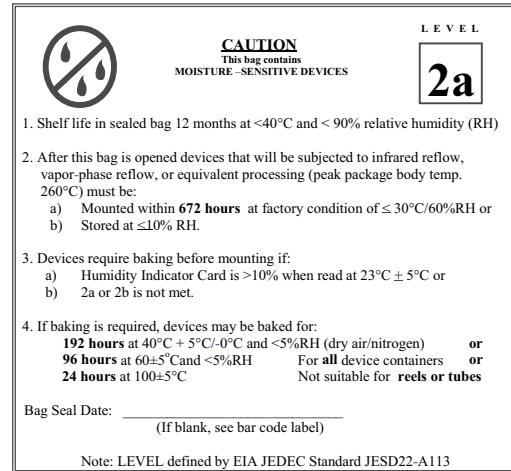 LEVEL
2a
CAUTION
This bag contains
MOISTURE –SENSITIVE DEVICES
1. Shelf life in sealed bag 12 months at <40°C and < 90% relative humidity (RH)
2. After this bag is opened devices that will be subjected to infrared reflow,
vapor-phase reflow, or equivalent processing (peak package body temp.
260°C) must be:
a) Mounted within 672 hours at factory condition of ≤ 30°C/60%RH or
b) Stored at ≤10% RH.
3. Devices require baking before mounting if:
a) Humidity Indicator Card is >10% when read at 23°C ± 5°C or
b) 2a or 2b is not met.
4. If baking is required, devices may be baked for:
192 hours at 40°C + 5°C/-0°C and <5%RH (dry air/nitrogen) or
96 hours at 60±5°Cand <5%RH For all device containers or
24 hours at 100±5°C Not suitable for reels or tubes
Bag Seal Date: ________________________________
(If blank, see bar code label)
Note: LEVEL defined by EIA JEDEC Standard JESD22-A113